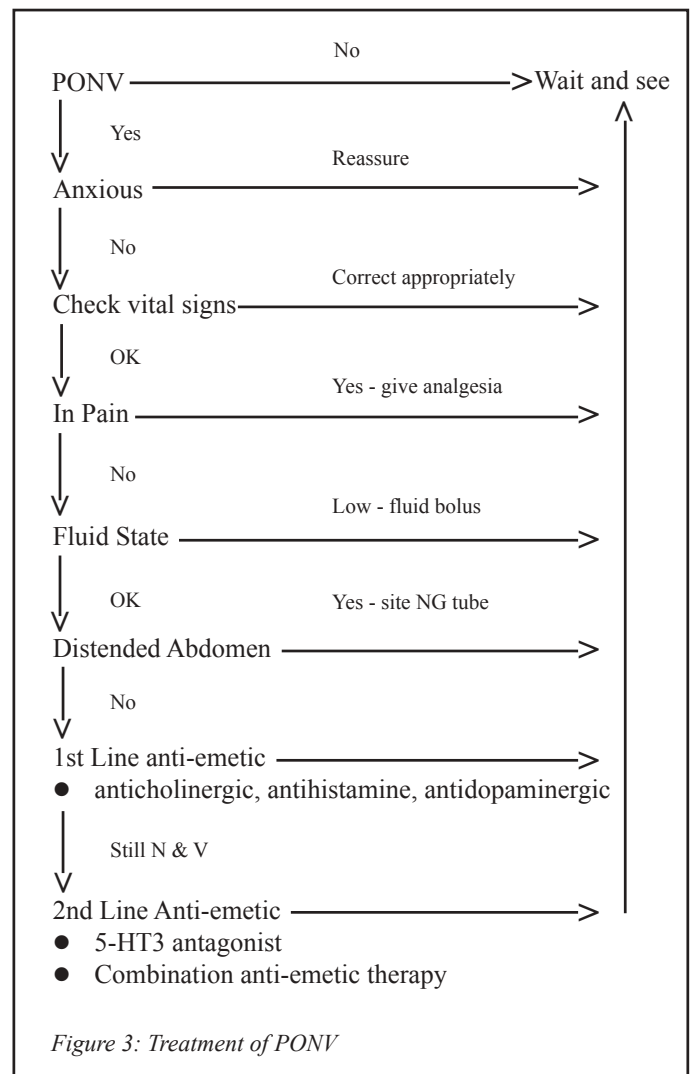 No
PONV Wait and see
Yes
Reassure
Anxious
No
Correct appropriately
Check vital signs
OK
Yes - give analgesia
In Pain
No
Low - fluid bolus
Fluid State
OK Yes - site NG tube
Distended Abdomen
No
1st Line anti-emetic
● anticholinergic, antihistamine, antidopaminergic
Still N & V
2nd Line Anti-emetic
● 5-HT3 antagonist
● Combination anti-emetic therapy
Figure 3: Treatment of PONV